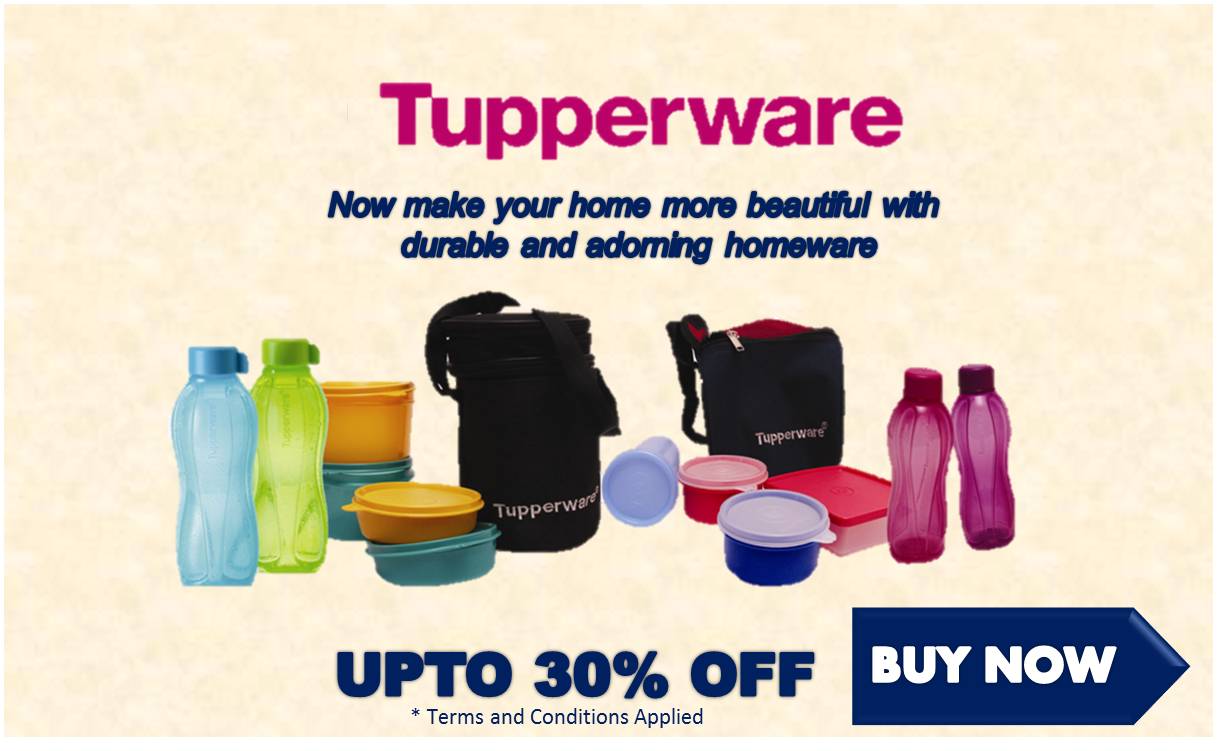 Tupperware
Now make your home more beautiful with
durable and adorning homeware
Tupperware
Tupperware
Tupperware®
Tupperware®
UPTO 30% OFF
BUY NOW
* Terms and Conditions Applied